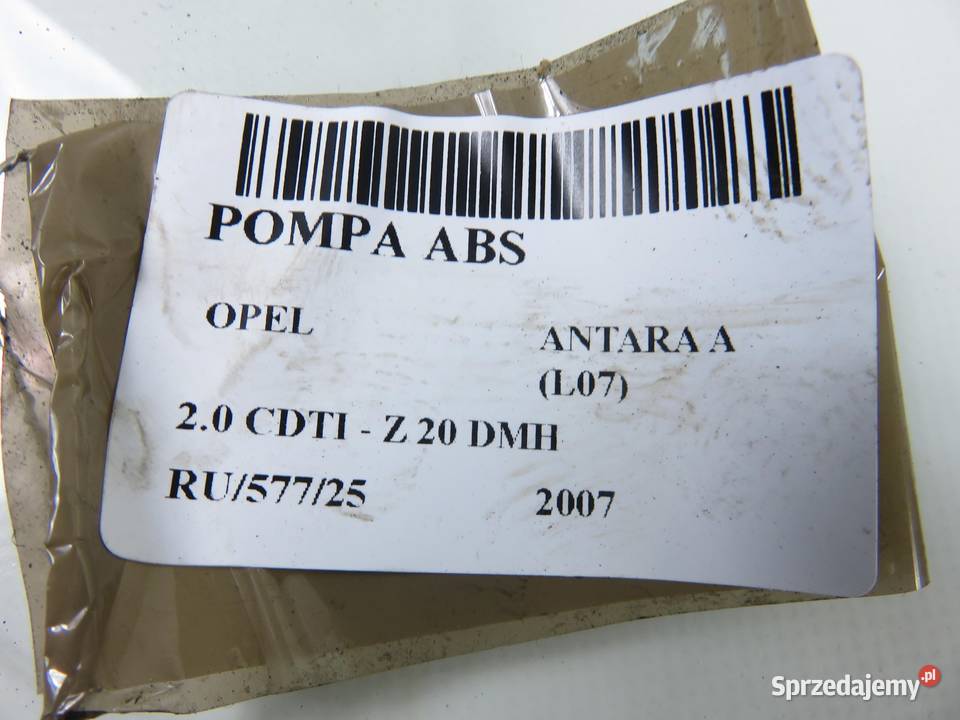 POMPA ABS
OPEL
ANTARA A
(L07)
2.0 CDTI - Z 20 DMH
RU/577/25
2007
Sprzedajemy.pl